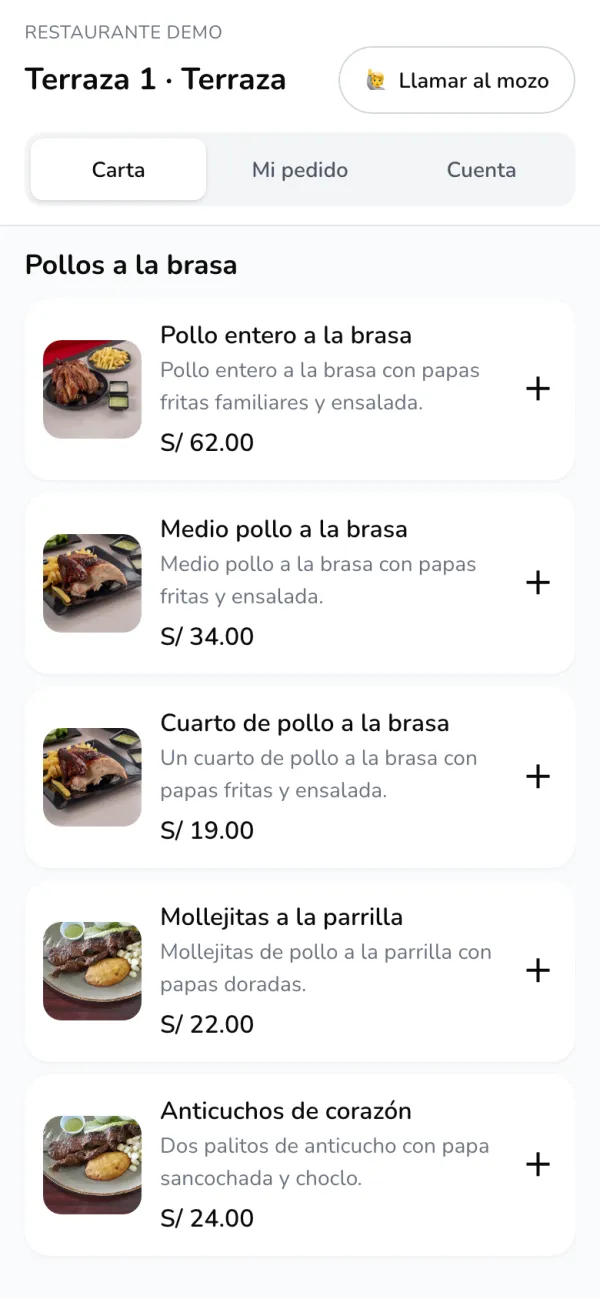 RESTAURANTE DEMO
Terraza 1 · Terraza
Llamar al mozo
Carta
Mi pedido
Cuenta
Pollos a la brasa
Pollo entero a la brasa
Pollo entero a la brasa con papas
fritas familiares y ensalada.
S/ 62.00
Medio pollo a la brasa
Medio pollo a la brasa con papas
fritas y ensalada.
S/ 34.00
Cuarto de pollo a la brasa
Un cuarto de pollo a la brasa con
papas fritas y ensalada.
S/ 19.00
Mollejitas a la parrilla
Mollejitas de pollo a la parrilla con
papas doradas.
S/ 22.00
Anticuchos de corazón
Dos palitos de anticucho con papa
sancochada y choclo.
S/ 24.00